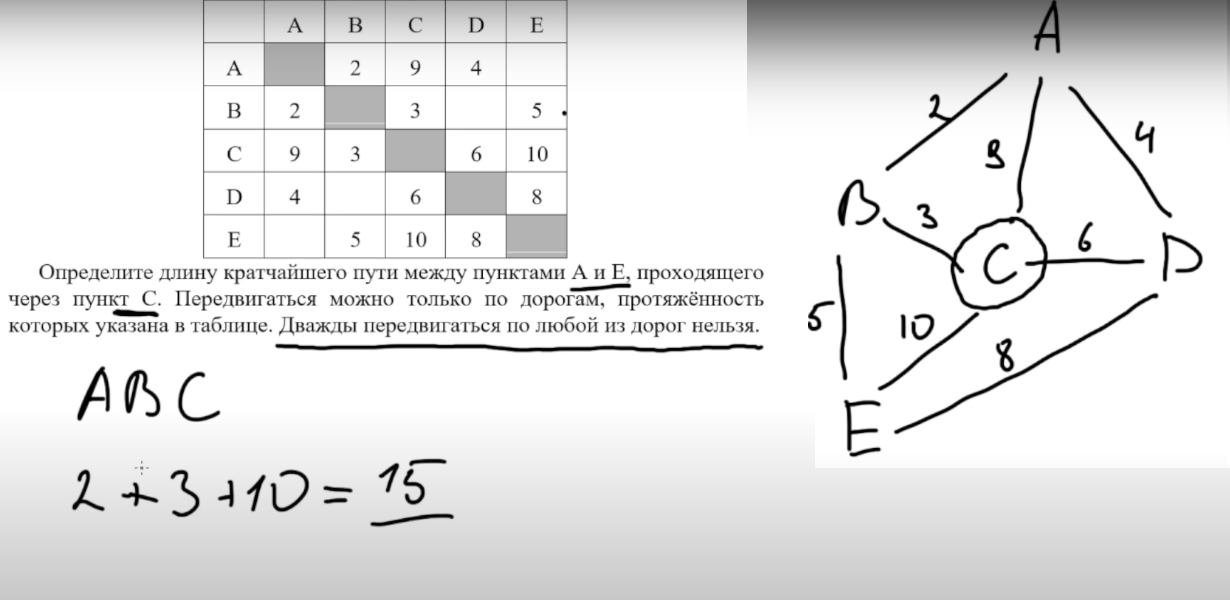 A B C D E
A 2 9 4
B 2 3 5
C 9 3 6 10
D 4 6 8
E 5 10 8
Определите длину кратчайшего пути между пунктами А и Е, проходящего
через пункт С. Передвигаться можно только по дорогам, протяжённость
которых указана в таблице. Дважды передвигаться по любой из дорог нельзя.
A B C
2 + 3 + 10 = 15
A
2
9
4
B
3
C
6
D
5
10
8
E